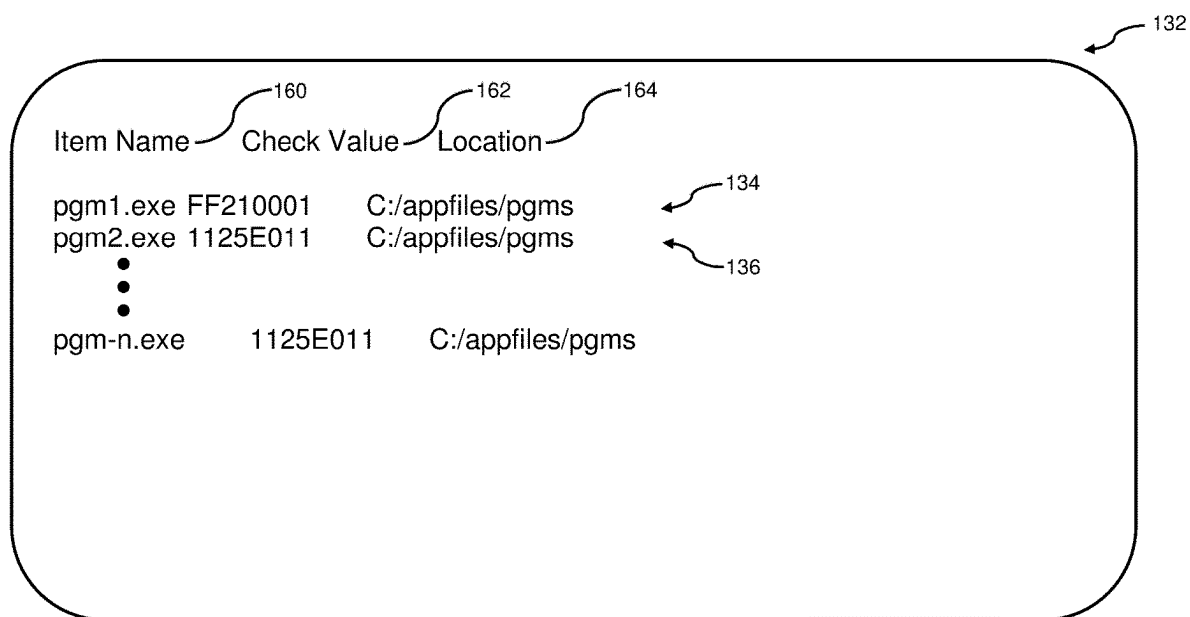 132
160 162 164
Item Name Check Value Location
134
pgm1.exe FF210001 C:/appfiles/pgms
pgm2.exe 1125E011 C:/appfiles/pgms
136
pgm-n.exe 1125E011 C:/appfiles/pgms